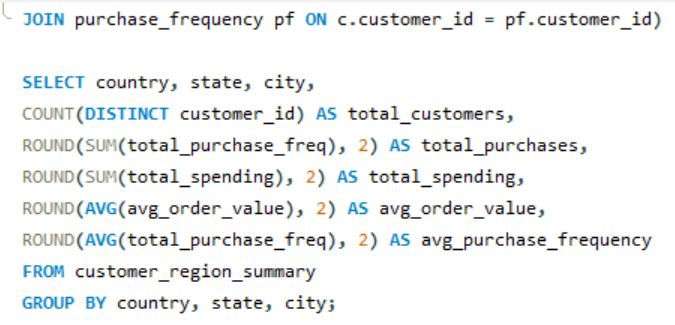 JOIN purchase_frequency pf ON c.customer_id = pf.customer_id)
SELECT country, state, city,
COUNT(DISTINCT customer_id) AS total_customers,
ROUND(SUM(total_purchase_freq), 2) AS total_purchases,
ROUND(SUM(total_spending), 2) AS total_spending,
ROUND(AVG(avg_order_value), 2) AS avg_order_value,
ROUND(AVG(total_purchase_freq), 2) AS avg_purchase_frequency
FROM customer_region_summary
GROUP BY country, state, city;